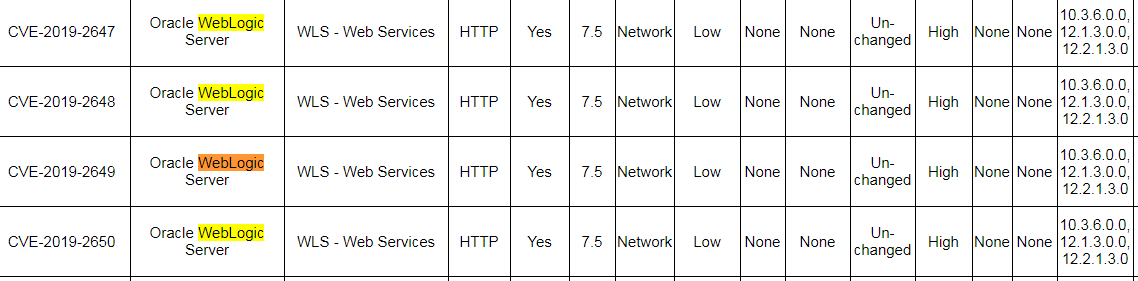 CVE-2019-2647 Oracle WebLogic Server WLS - Web Services HTTP Yes 7.5 Network Low None None Un-changed High None None 10.3.6.0.0, 12.1.3.0.0, 12.2.1.3.0
CVE-2019-2648 Oracle WebLogic Server WLS - Web Services HTTP Yes 7.5 Network Low None None Un-changed High None None 10.3.6.0.0, 12.1.3.0.0, 12.2.1.3.0
CVE-2019-2649 Oracle WebLogic Server WLS - Web Services HTTP Yes 7.5 Network Low None None Un-changed High None None 10.3.6.0.0, 12.1.3.0.0, 12.2.1.3.0
CVE-2019-2650 Oracle WebLogic Server WLS - Web Services HTTP Yes 7.5 Network Low None None Un-changed High None None 10.3.6.0.0, 12.1.3.0.0, 12.2.1.3.0